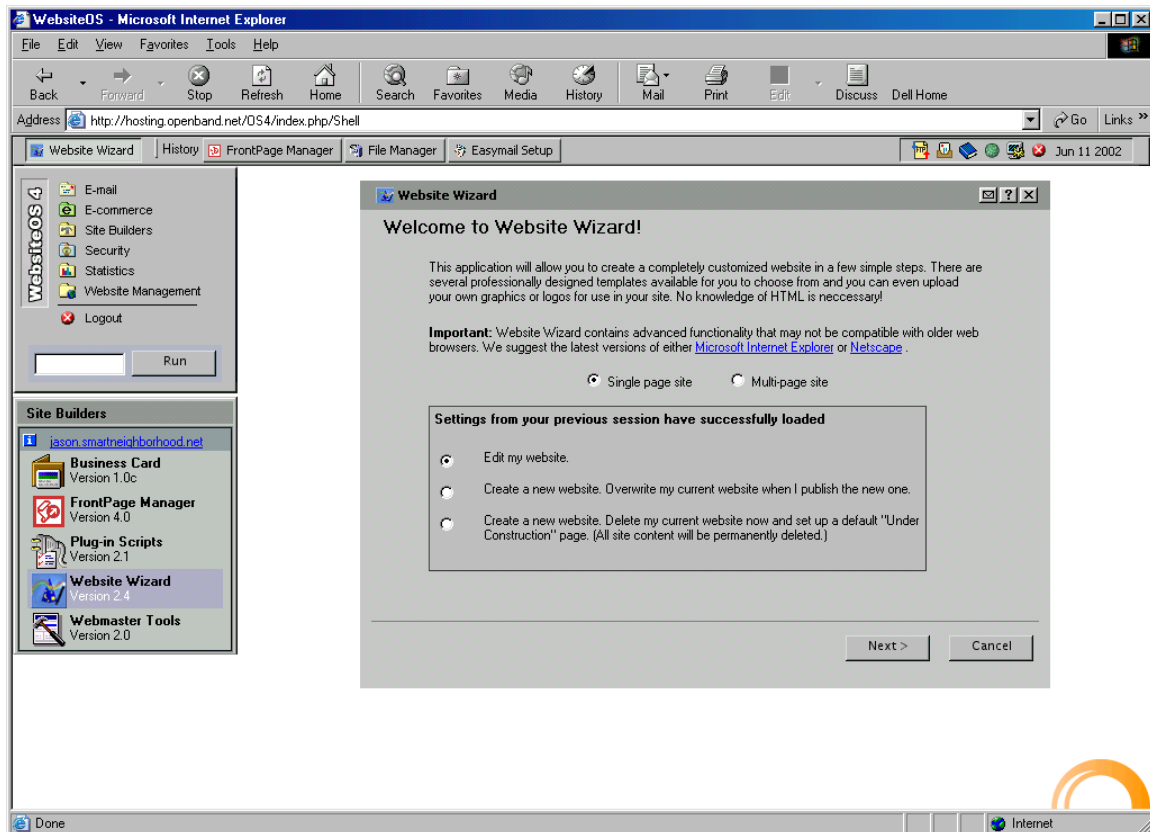 WebsiteOS - Microsoft Internet Explorer
File Edit View Favorites Tools Help
Back Forward Stop Refresh Home Search Favorites Media History Mail Print Edit Discuss Dell Home
Address http://hosting.openband.net/OS4/index.php/Shell Go Links »
Website Wizard History FrontPage Manager File Manager Easymail Setup Jun 11 2002
WebsiteOS 4
E-mail
E-commerce
Site Builders
Security
Statistics
Website Management
Logout
Run
Site Builders
jason.smartneighborhood.net
Business Card
Version 1.0c
FrontPage Manager
Version 4.0
Plug-in Scripts
Version 2.1
Website Wizard
Version 2.4
Webmaster Tools
Version 2.0
Website Wizard
Welcome to Website Wizard!
This application will allow you to create a completely customized website in a few simple steps. There are
several professionally designed templates available for you to choose from and you can even upload
your own graphics or logos for use in your site. No knowledge of HTML is neccessary!
Important: Website Wizard contains advanced functionality that may not be compatible with older web
browsers. We suggest the latest versions of either Microsoft Internet Explorer or Netscape .
Single page site Multi-page site
Settings from your previous session have successfully loaded
Edit my website.
Create a new website. Overwrite my current website when I publish the new one.
Create a new website. Delete my current website now and set up a default "Under
Construction" page. (All site content will be permanently deleted.)
Next > Cancel
Done Internet